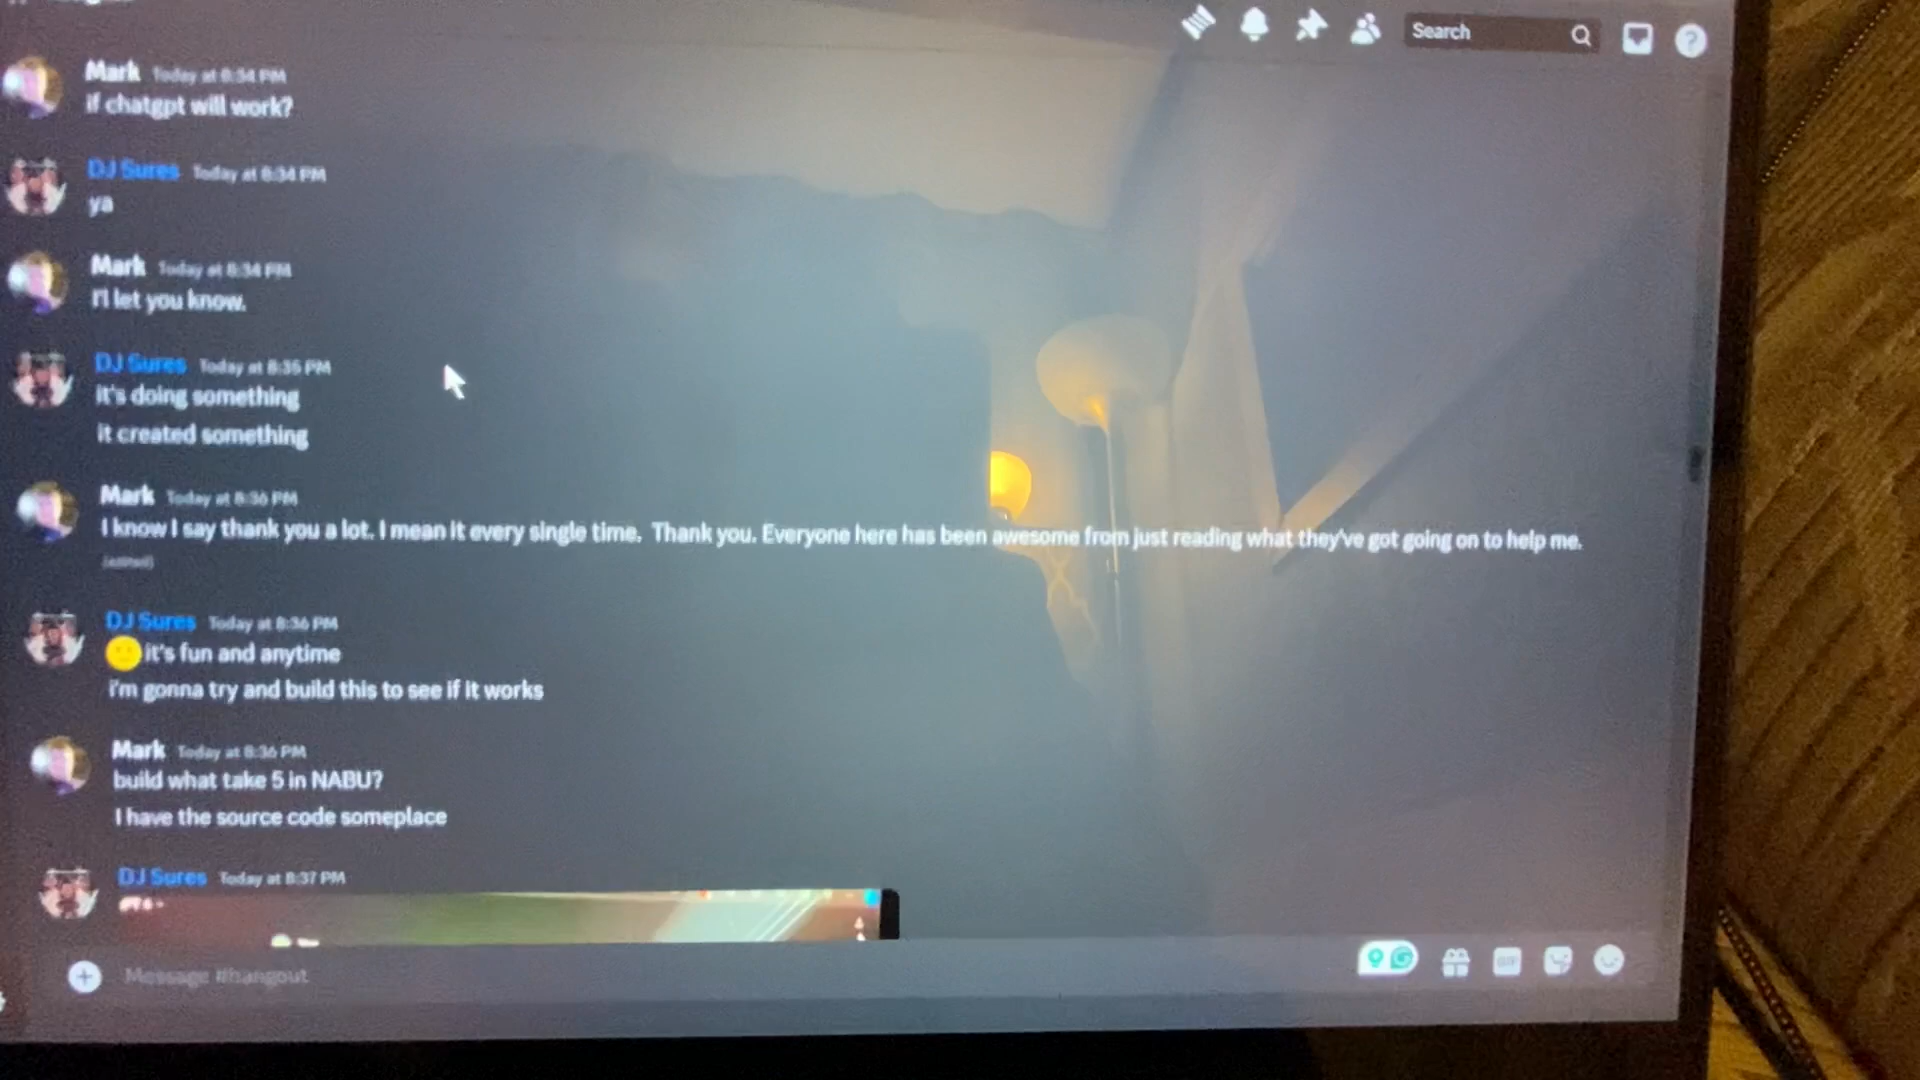 Search
Mark Today at 8:34 PM
if chatgpt will work?
DJ Sures Today at 8:34 PM
ya
Mark Today at 8:34 PM
I'll let you know.
DJ Sures Today at 8:35 PM
it's doing something
it created something
Mark Today at 8:36 PM
I know I say thank you a lot. I mean it every single time. Thank you. Everyone here has been awesome from just reading what they've got going on to help me.
(edited)
DJ Sures Today at 8:36 PM
it's fun and anytime
i'm gonna try and build this to see if it works
Mark Today at 8:36 PM
build what take 5 in NABU?
I have the source code someplace
DJ Sures Today at 8:37 PM
Message #hangout
GIF